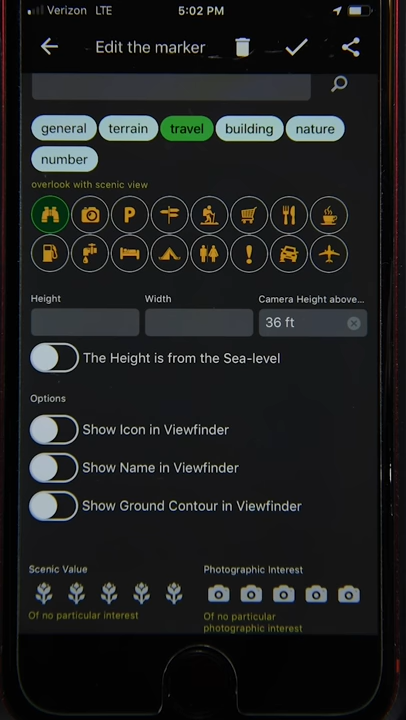 Verizon LTE 5:02 PM
Edit the marker
general terrain travel building nature
number
overlook with scenic view
P
Height Width Camera Height above...
36 ft
The Height is from the Sea-level
Options
Show Icon in Viewfinder
Show Name in Viewfinder
Show Ground Contour in Viewfinder
Scenic Value Photographic Interest
Of no particular interest
Of no particular
photographic interest